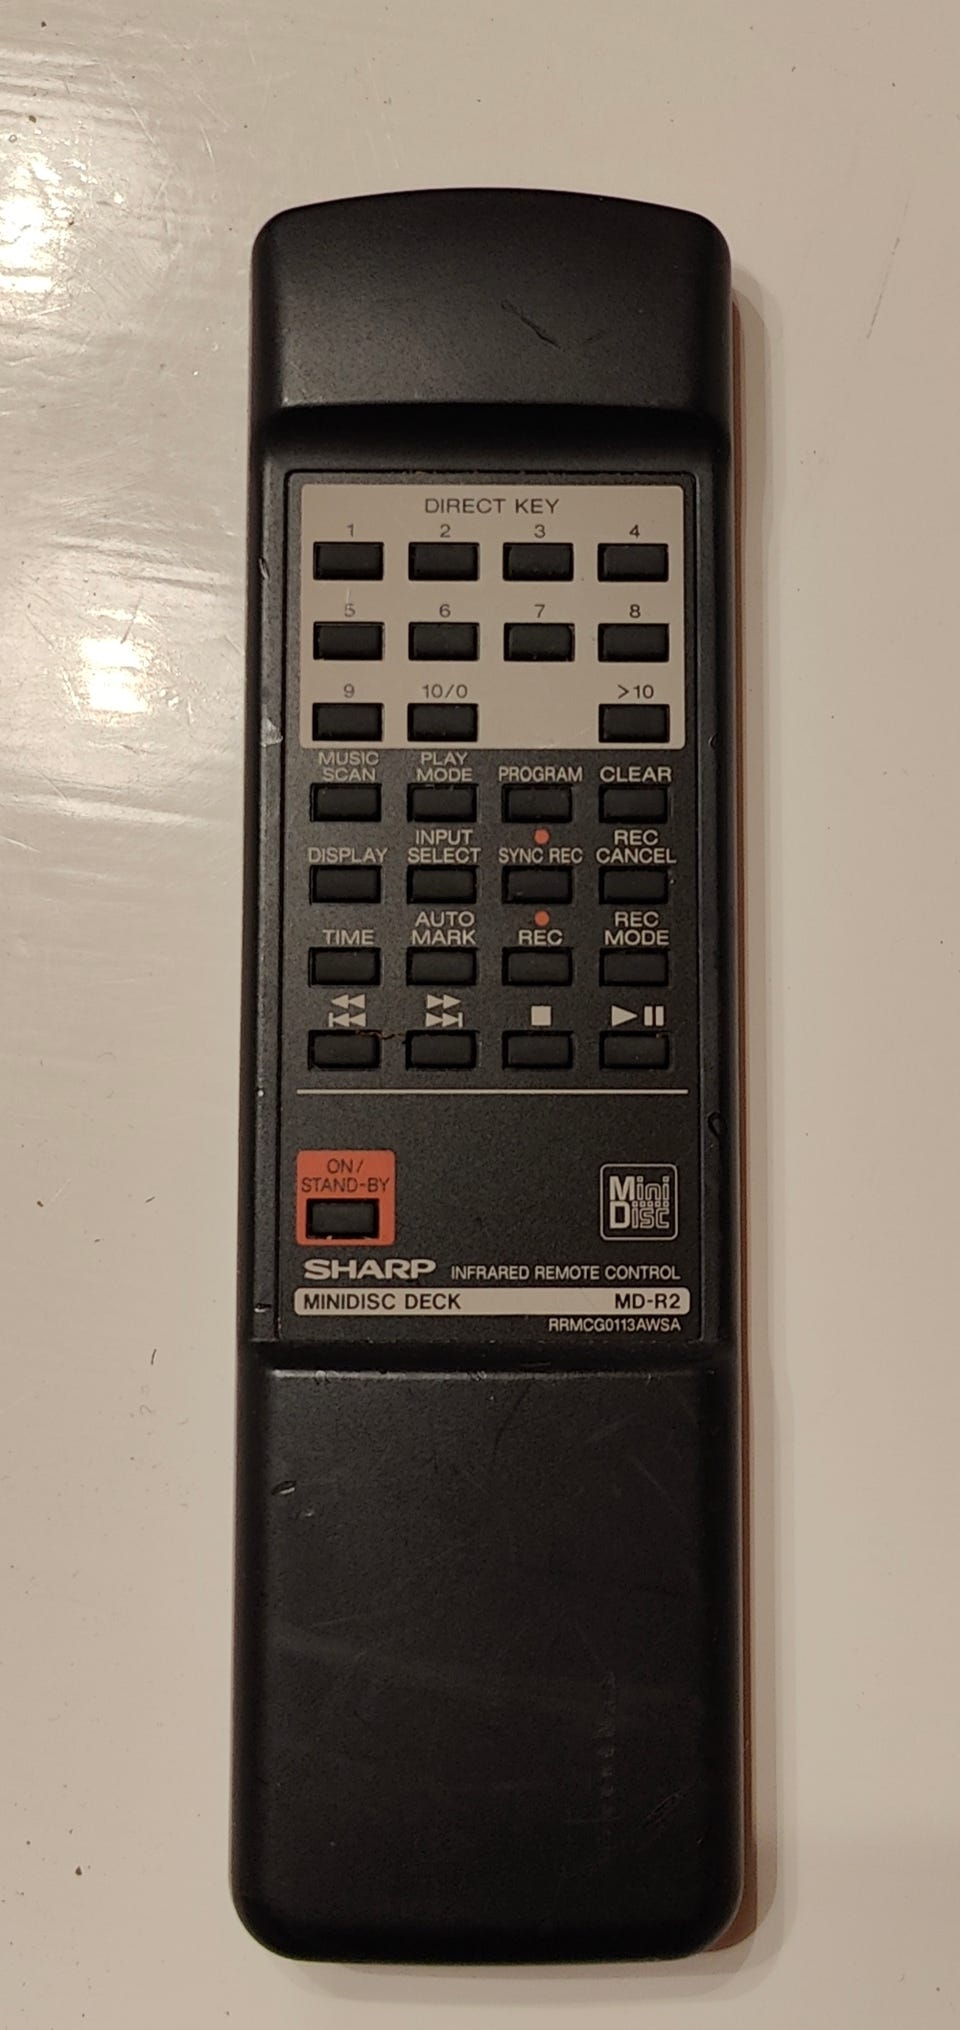 DIRECT KEY
1 2 3 4
5 6 7 8
9 10/0 >10
MUSIC SCAN PLAY MODE PROGRAM CLEAR
DISPLAY INPUT SELECT SYNC REC REC CANCEL
TIME AUTO MARK REC REC MODE
ON/
STAND-BY
Mini
Disc
SHARP INFRARED REMOTE CONTROL
MINIDISC DECK MD-R2
RRMCG0113AWSA